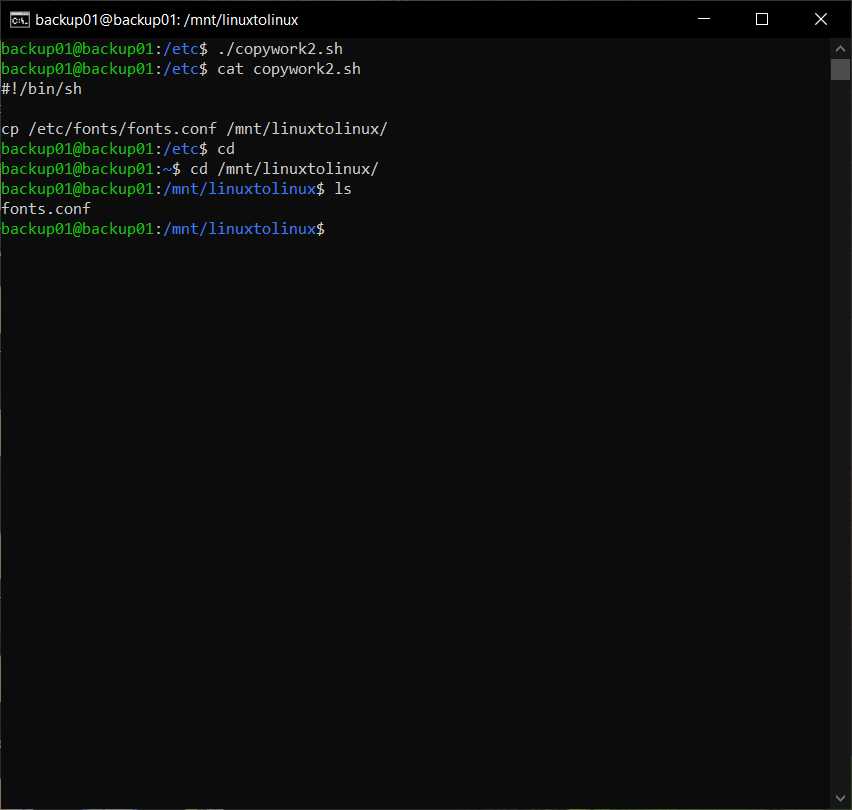 backup01@backup01: /mnt/linuxtolinux
backup01@backup01:/etc$ ./copywork2.sh
backup01@backup01:/etc$ cat copywork2.sh
#!/bin/sh
cp /etc/fonts/fonts.conf /mnt/linuxtolinux/
backup01@backup01:/etc$ cd
backup01@backup01:~$ cd /mnt/linuxtolinux/
backup01@backup01:/mnt/linuxtolinux$ ls
fonts.conf
backup01@backup01:/mnt/linuxtolinux$